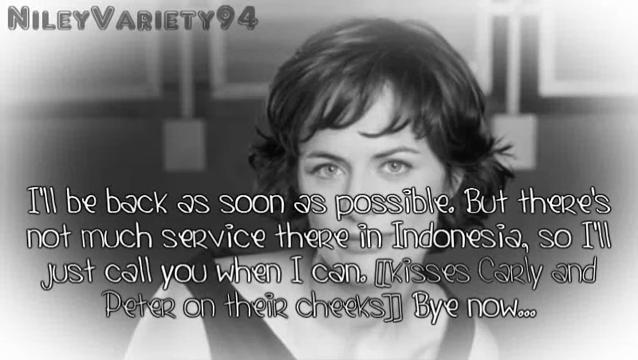 NileyVariety94
I'll be back as soon as possible. But there's
not much service there in Indonesia, so I'll
just call you when I can. [[kisses Carly and
Peter on their cheeks]] Bye now...